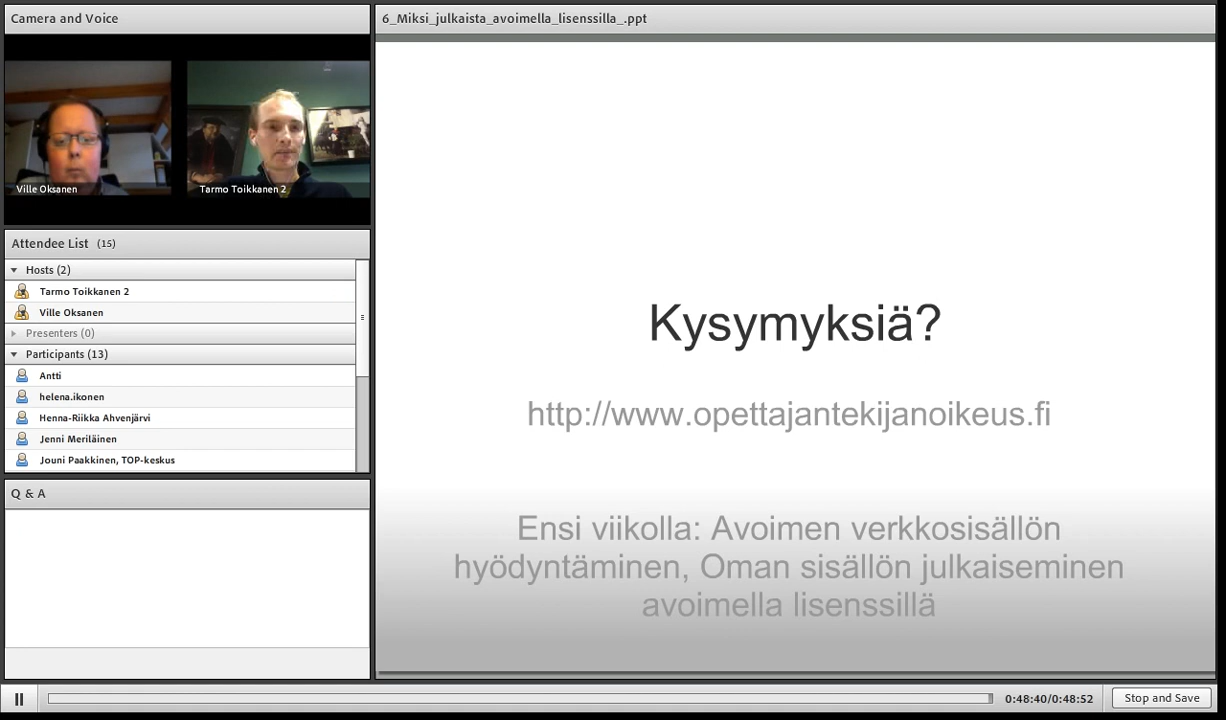 Camera and Voice
Ville Oksanen
Tarmo Toikkanen 2
Attendee List (15)
Hosts (2)
Tarmo Toikkanen 2
Ville Oksanen
Presenters (0)
Participants (13)
Antti
helena.ikonen
Henna-Riikka Ahvenjärvi
Jenni Meriläinen
Jouni Paakkinen, TOP-keskus
Q & A
6_Miksi_julkaista_avoimella_lisenssilla_.ppt
Kysymyksiä?
http://www.opettajantekijanoikeus.fi
Ensi viikolla: Avoimen verkkosisällön
hyödyntäminen, Oman sisällön julkaiseminen
avoimella lisenssillä
0:48:40/0:48:52
Stop and Save